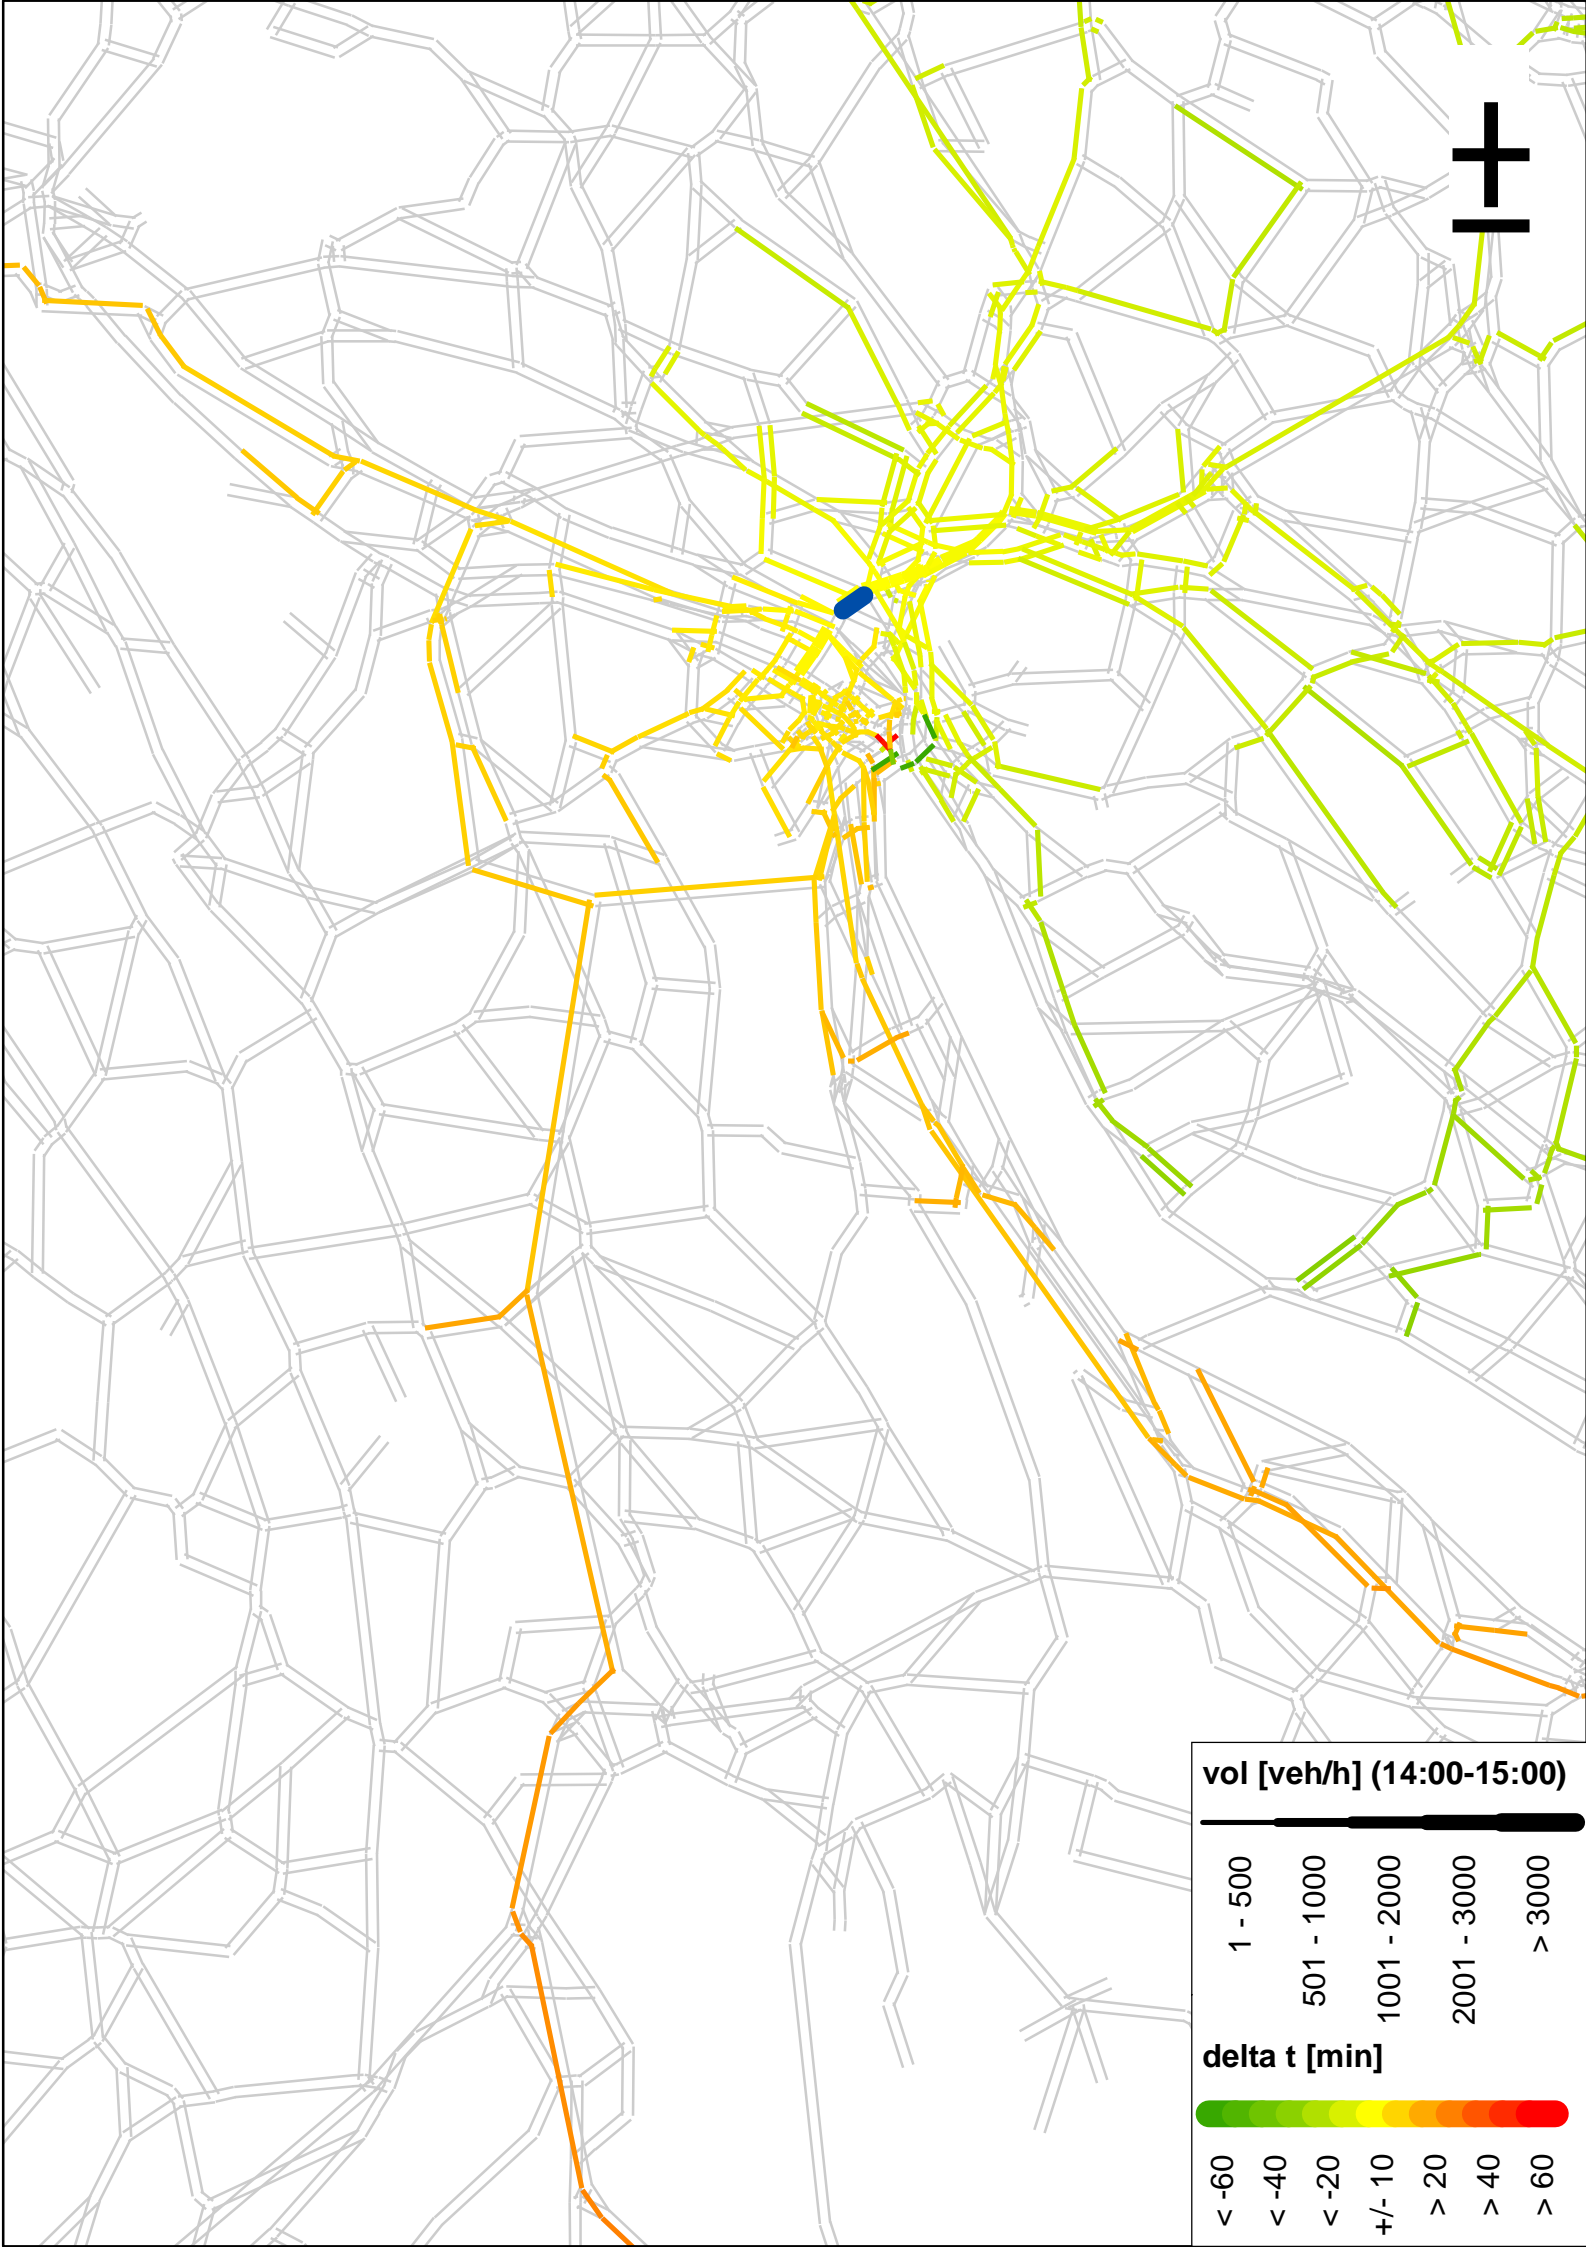 vol [veh/h] (14:00-15:00)
1 - 500
501 - 1000
1001 - 2000
2001 - 3000
> 3000
delta t [min]
< -60
< -40
< -20
+/- 10
> 20
> 40
> 60